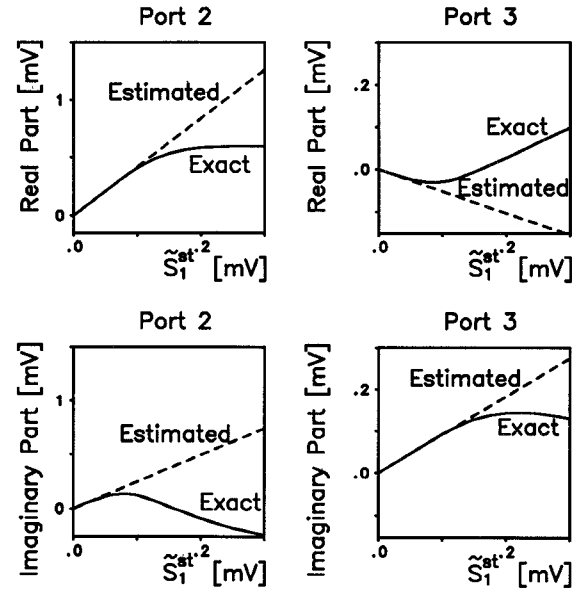 Port 2
Real Part [mV]
1
0
Estimated
Exact
.0
.2
S̃₁ˢᵗ [mV]
Port 3
Real Part [mV]
.2
.0
Exact
Estimated
.0
.2
S̃₁ˢᵗ [mV]
Port 2
Imaginary Part [mV]
1
0
Estimated
Exact
.0
.2
S̃₁ˢᵗ [mV]
Port 3
Imaginary Part [mV]
.2
.0
Estimated
Exact
.0
.2
S̃₁ˢᵗ [mV]